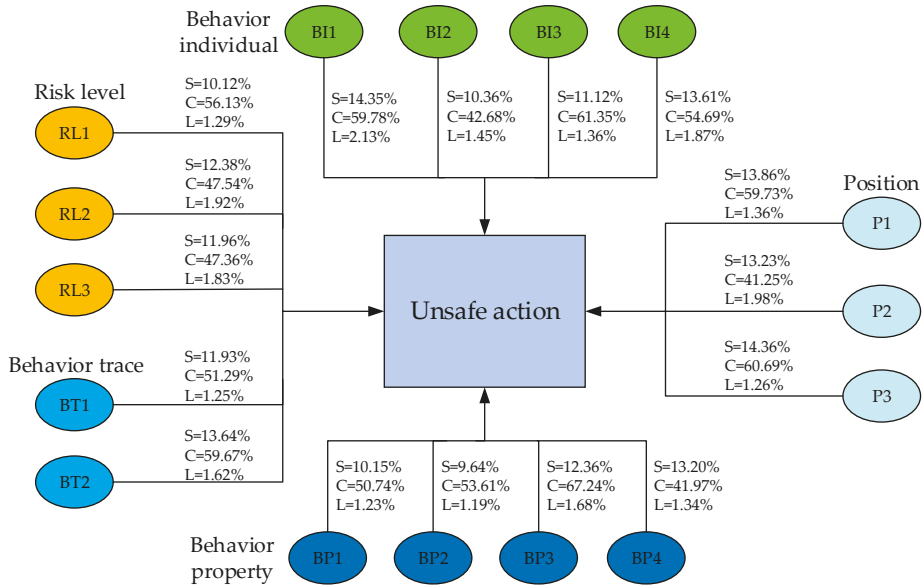 Behavior
individual
BI1
BI2
BI3
BI4
S=14.35%
C=59.78%
L=2.13%
S=10.36%
C=42.68%
L=1.45%
S=11.12%
C=61.35%
L=1.36%
S=13.61%
C=54.69%
L=1.87%
Risk level
RL1
S=10.12%
C=56.13%
L=1.29%
RL2
S=12.38%
C=47.54%
L=1.92%
RL3
S=11.96%
C=47.36%
L=1.83%
Behavior trace
BT1
S=11.93%
C=51.29%
L=1.25%
BT2
S=13.64%
C=59.67%
L=1.62%
Unsafe action
Position
S=13.86%
C=59.73%
L=1.36%
P1
S=13.23%
C=41.25%
L=1.98%
P2
S=14.36%
C=60.69%
L=1.26%
P3
S=10.15%
C=50.74%
L=1.23%
S=9.64%
C=53.61%
L=1.19%
S=12.36%
C=67.24%
L=1.68%
S=13.20%
C=41.97%
L=1.34%
Behavior
property
BP1
BP2
BP3
BP4